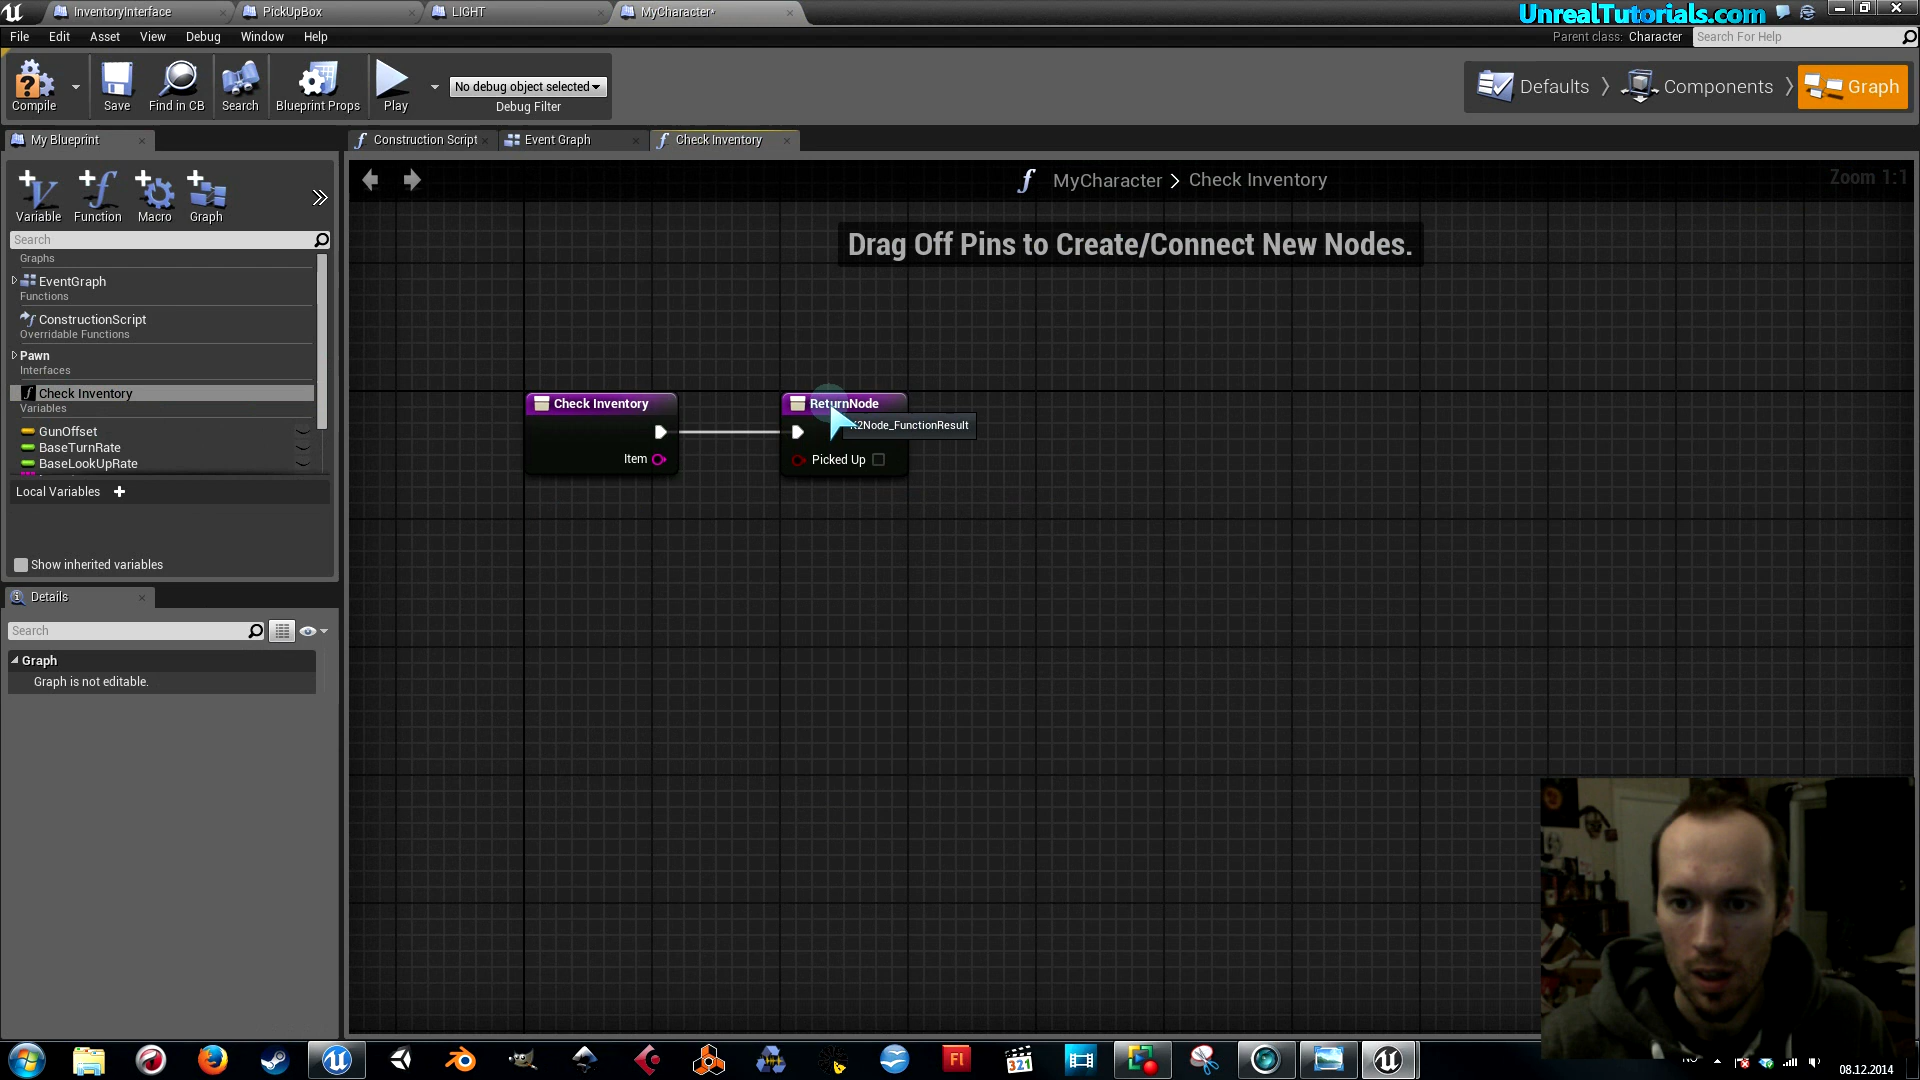 InventoryInterface
PickUpBox
LIGHT
MyCharacter*
UnrealTutorials.com
File Edit Asset View Debug Window Help
Parent class: Character
Search For Help
Compile
Save
Find in CB
Search
Blueprint Props
Play
No debug object selected
Debug Filter
Defaults
Components
Graph
My Blueprint
Construction Script
Event Graph
Check Inventory
Variable
Function
Macro
Graph
MyCharacter > Check Inventory
Zoom 1:1
Search
Graphs
EventGraph
Functions
ConstructionScript
Overridable Functions
Pawn
Interfaces
Check Inventory
Variables
GunOffset
BaseTurnRate
BaseLookUpRate
Local Variables
Show inherited variables
Drag Off Pins to Create/Connect New Nodes.
Check Inventory
Item
ReturnNode
K2Node_FunctionResult
Picked Up
Details
Search
Graph
Graph is not editable.
Fl
321
08.12.2014